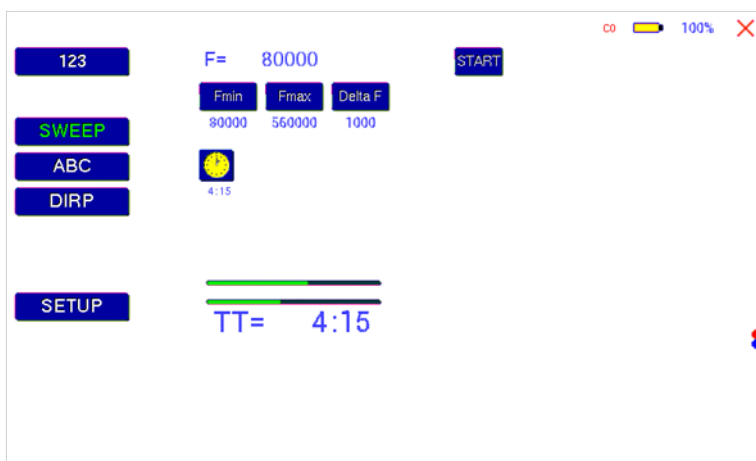 C0 100%
123 F= 80000 START
Fmin Fmax Delta F
80000 560000 1000
SWEEP
ABC
4:15
DIRP
SETUP
TT= 4:15